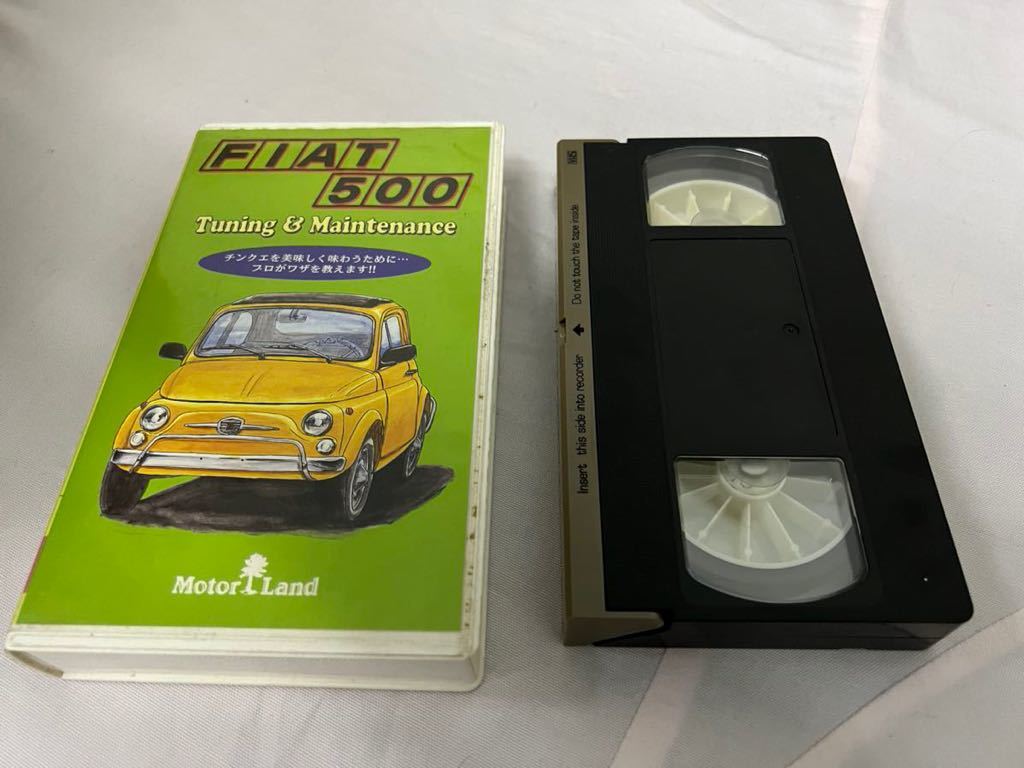 FIAT
500
Tuning & Maintenance
チンクエを美味しく味わうために…
プロがワザを教えます!!
Motor Land
VHS
Insert this side into recorder
Do not touch the tape inside